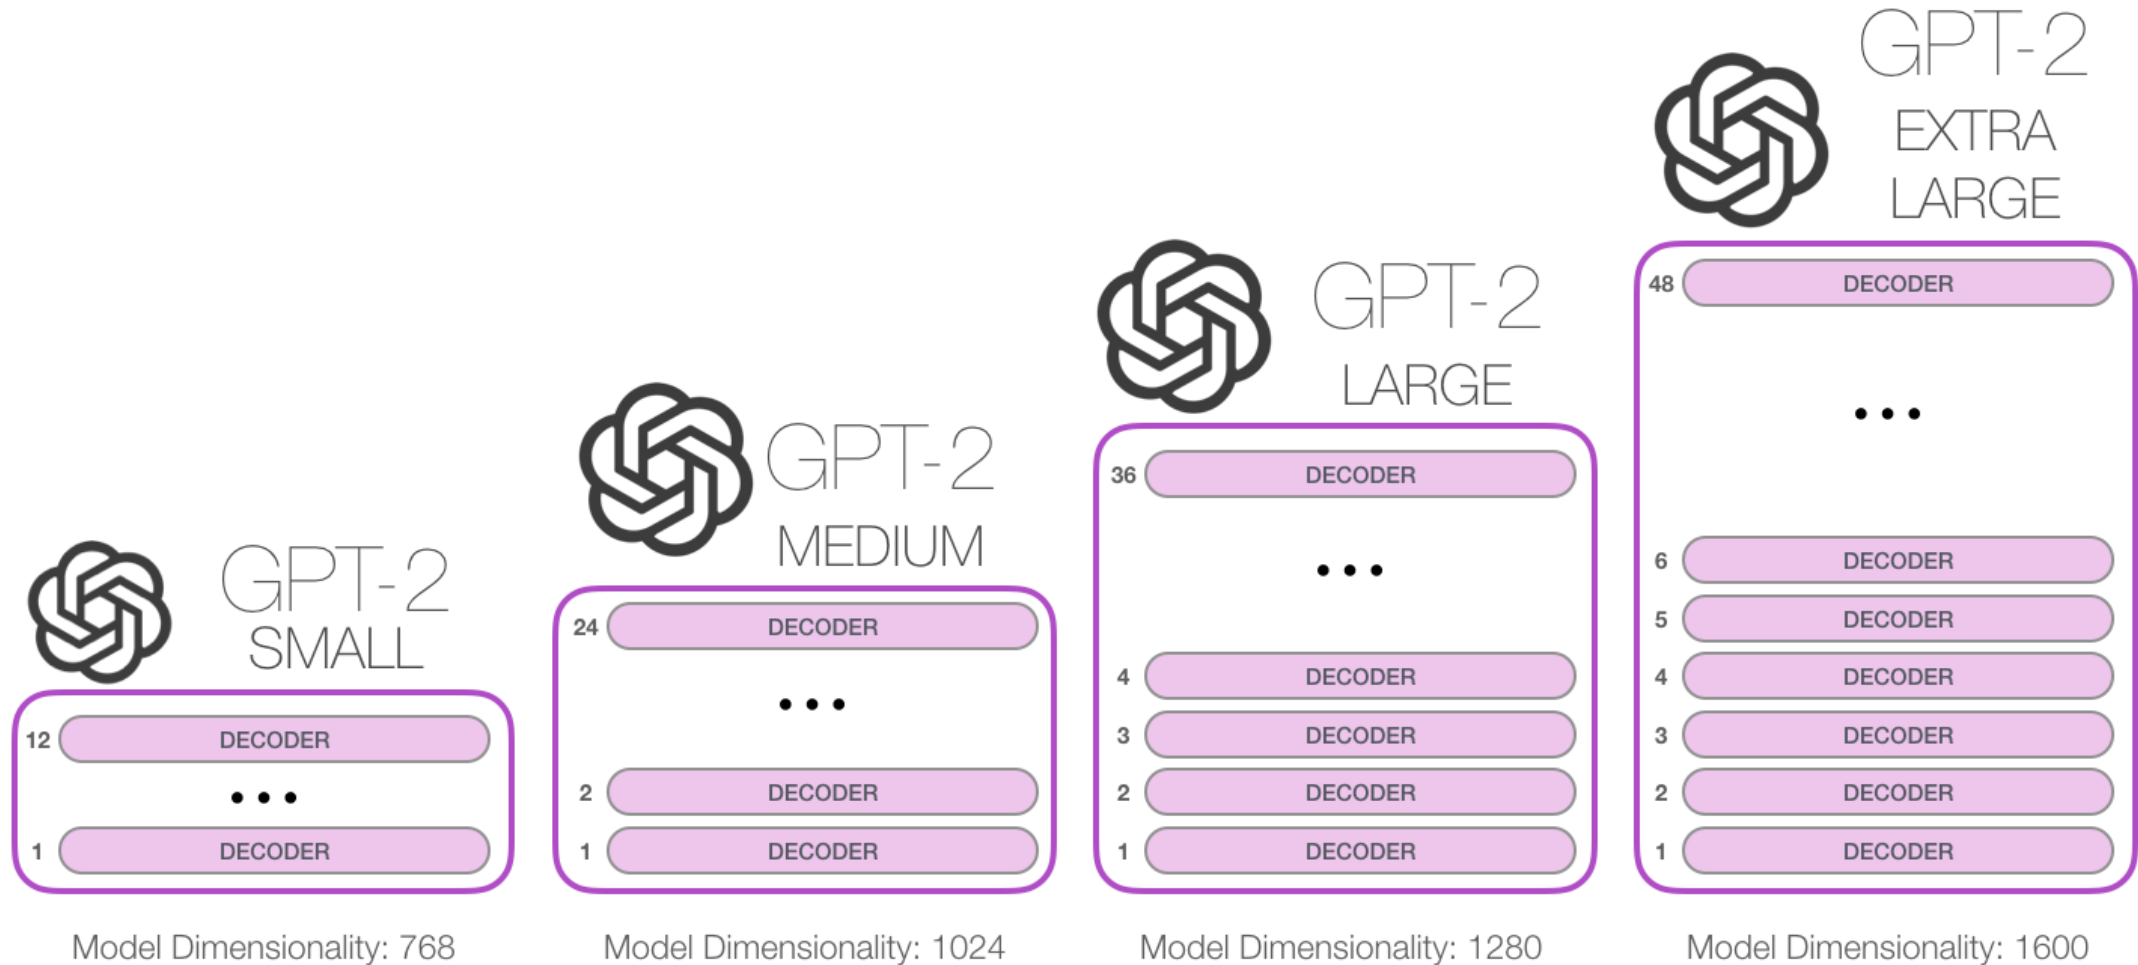 GPT-2
SMALL
12 DECODER
1 DECODER
Model Dimensionality: 768
GPT-2
MEDIUM
24 DECODER
2 DECODER
1 DECODER
Model Dimensionality: 1024
GPT-2
LARGE
36 DECODER
4 DECODER
3 DECODER
2 DECODER
1 DECODER
Model Dimensionality: 1280
GPT-2
EXTRA
LARGE
48 DECODER
6 DECODER
5 DECODER
4 DECODER
3 DECODER
2 DECODER
1 DECODER
Model Dimensionality: 1600